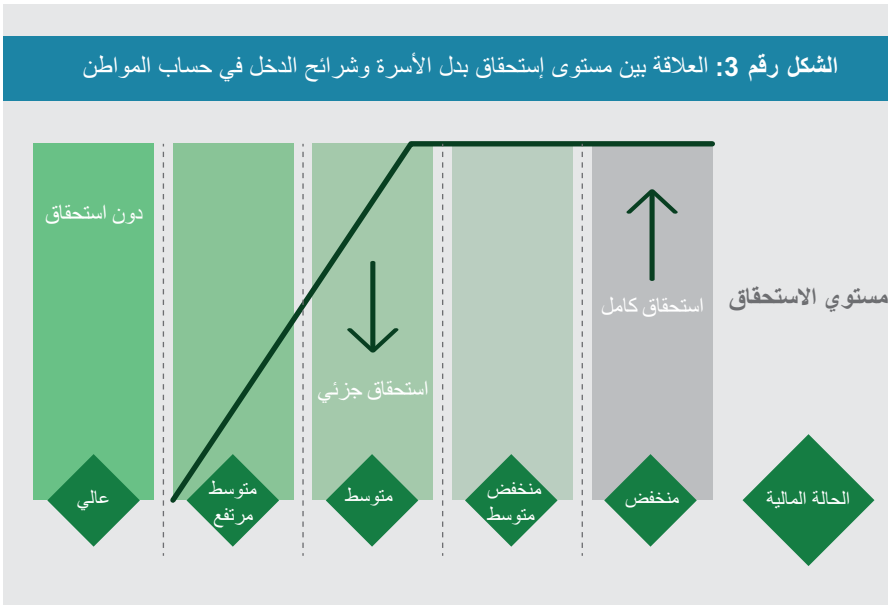 الشكل رقم 3: العلاقة بين مستوى إستحقاق بدل الأسرة وشرائح الدخل في حساب المواطن
مستوي الاستحقاق
استحقاق كامل
استحقاق جزئي
دون استحقاق
الحالة المالية
منخفض
منخفض
متوسط
متوسط
متوسط
مرتفع
عالي